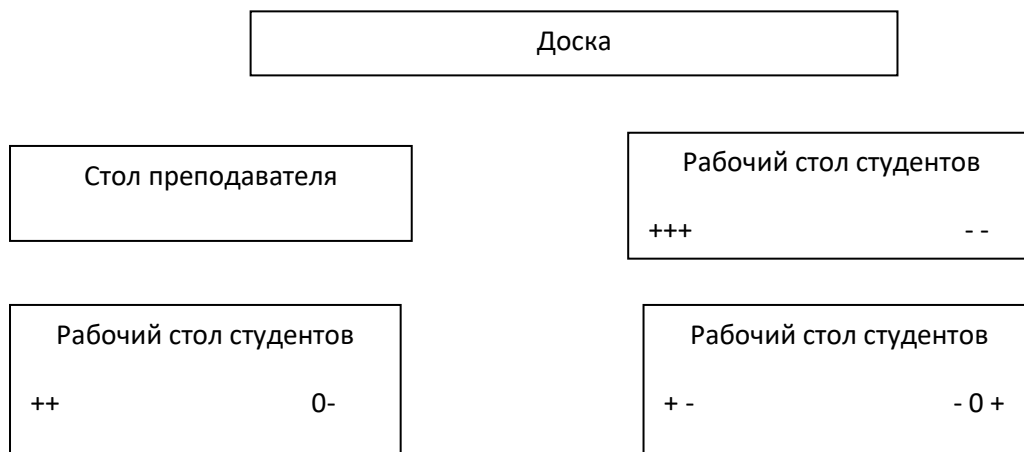 Доска
Стол преподавателя
Рабочий стол студентов
+++ - -
Рабочий стол студентов
++ 0-
Рабочий стол студентов
+ - - 0 +